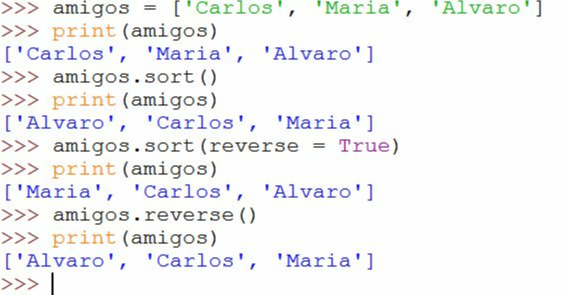 >>> amigos = ['Carlos', 'Maria', 'Alvaro']
>>> print(amigos)
['Carlos', 'Maria', 'Alvaro']
>>> amigos.sort()
>>> print(amigos)
['Alvaro', 'Carlos', 'Maria']
>>> amigos.sort(reverse = True)
>>> print(amigos)
['Maria', 'Carlos', 'Alvaro']
>>> amigos.reverse()
>>> print(amigos)
['Alvaro', 'Carlos', 'Maria']
>>>